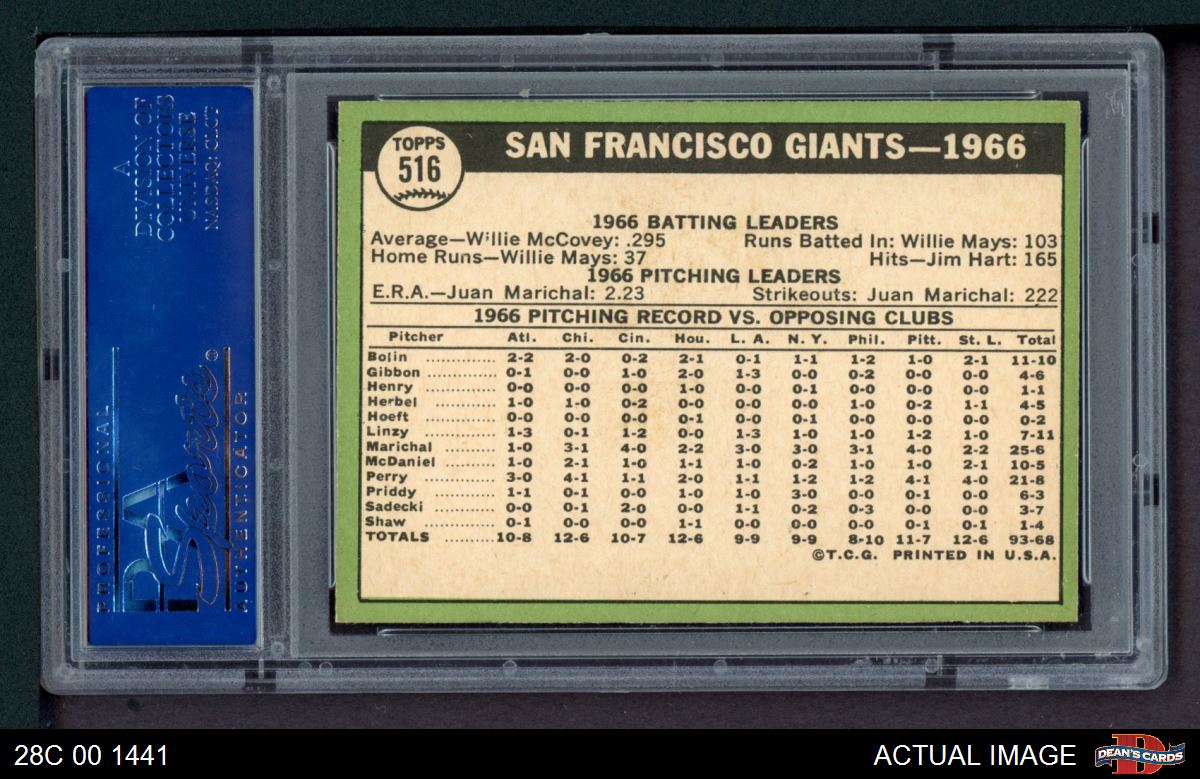 A
DIVISION OF
COLLECTORS
UNIVERSE
NASDAQ: CLCT
PROFESSIONAL
PSA
Sports®
AUTHENTICATOR
TOPPS
516
SAN FRANCISCO GIANTS—1966
1966 BATTING LEADERS
Average—Willie McCovey: .295 Runs Batted In: Willie Mays: 103
Home Runs—Willie Mays: 37 Hits—Jim Hart: 165
1966 PITCHING LEADERS
E.R.A.—Juan Marichal: 2.23 Strikeouts: Juan Marichal: 222
1966 PITCHING RECORD VS. OPPOSING CLUBS
Pitcher Atl. Chi. Cin. Hou. L. A. N. Y. Phil. Pitt. St. L. Total
Bolin ............. 2-2 2-0 0-2 2-1 0-1 1-1 1-2 1-0 2-1 11-10
Gibbon ............. 0-1 0-0 1-0 2-0 1-3 0-0 0-2 0-0 0-0 4-6
Henry ............. 0-0 0-0 0-0 1-0 0-0 0-1 0-0 0-0 0-0 1-1
Herbel ............. 1-0 1-0 0-2 0-0 0-0 0-0 1-0 0-2 1-1 4-5
Hoeft ............. 0-0 0-0 0-0 0-1 0-0 0-1 0-0 0-0 0-0 0-2
Linzy ............. 1-3 0-1 1-2 0-0 1-3 1-0 1-0 1-2 1-0 7-11
Marichal .......... 1-0 3-1 4-0 2-2 3-0 3-0 3-1 4-0 2-2 25-6
McDaniel .......... 1-0 2-1 1-0 1-1 1-0 0-2 1-0 1-0 2-1 10-5
Perry ............. 3-0 4-1 1-1 2-0 1-1 1-2 1-2 4-1 4-0 21-8
Priddy ............. 1-1 0-1 0-0 1-0 1-0 3-0 0-0 0-1 0-0 6-3
Sadecki ............ 0-0 0-1 2-0 0-0 1-1 0-2 0-3 0-0 0-0 3-7
Shaw ............. 0-1 0-0 0-0 1-1 0-0 0-0 0-0 0-1 0-1 1-4
TOTALS .......... 10-8 12-6 10-7 12-6 9-9 9-9 8-10 11-7 12-6 93-68
©T.C.G. PRINTED IN U.S.A.
28C 00 1441
ACTUAL IMAGE
D
DEAN'S CARDS